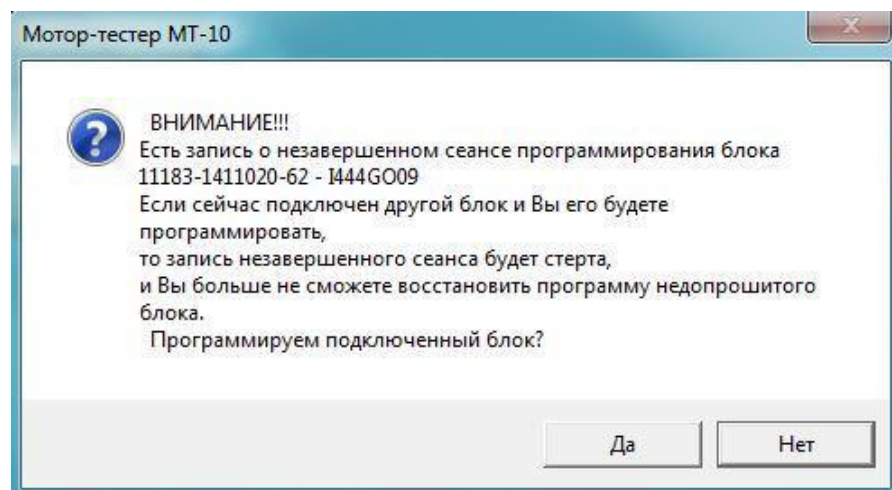 Мотор-тестер МТ-10
ВНИМАНИЕ!!!
Есть запись о незавершенном сеансе программирования блока
11183-1411020-62 - I444GO09
Если сейчас подключен другой блок и Вы его будете
программировать,
то запись незавершенного сеанса будет стерта,
и Вы больше не сможете восстановить программу недопрошитого
блока.
Программируем подключенный блок?
Да
Нет